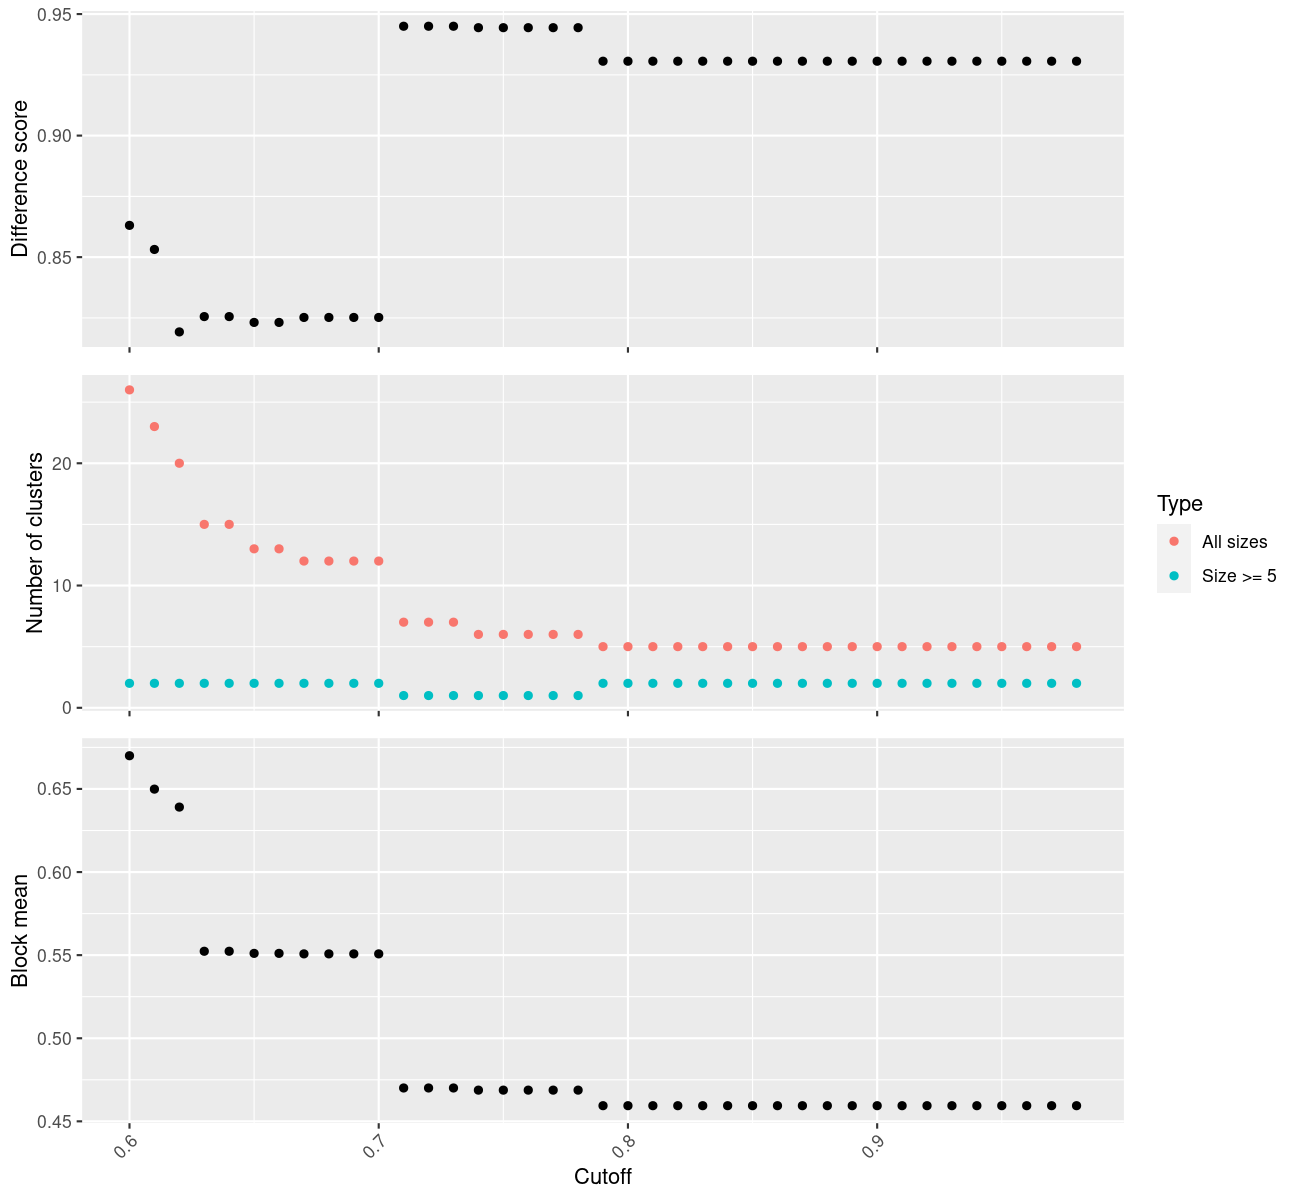 0.95
0.90
0.85
Difference score
20
10
0
Number of clusters
Type
All sizes
Size >= 5
0.65
0.60
0.55
0.50
0.45
Block mean
0.6
0.7
0.8
0.9
Cutoff